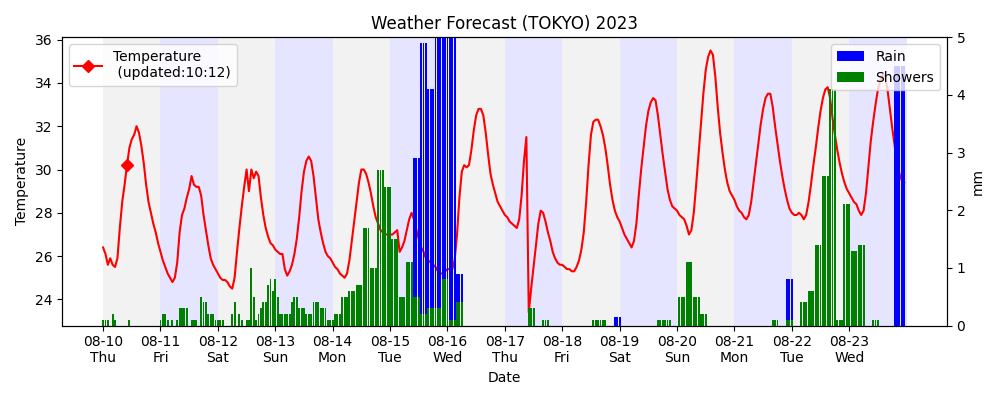 Weather Forecast (TOKYO) 2023
Temperature
(updated:10:12)
Rain
Showers
36
34
32
30
28
26
24
Temperature
5
4
3
2
1
0
mm
08-10 08-11 08-12 08-13 08-14 08-15 08-16 08-17 08-18 08-19 08-20 08-21 08-22 08-23
Thu Fri Sat Sun Mon Tue Wed Thu Fri Sat Sun Mon Tue Wed
Date